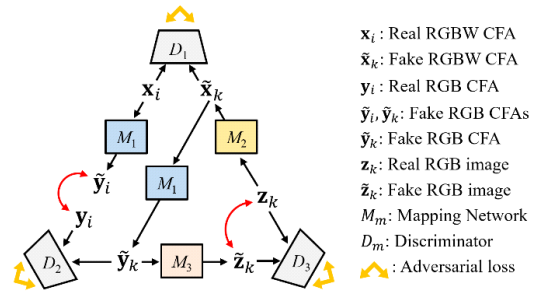 D₁
𝐱ᵢ
𝐱̃ₖ
M₁
M₂
𝐲̃ᵢ
M₁
𝐳ₖ
𝐲ᵢ
D₂
𝐲̃ₖ
M₃
𝐳̃ₖ
D₃
𝐱ᵢ : Real RGBW CFA
𝐱̃ₖ : Fake RGBW CFA
𝐲ᵢ : Real RGB CFA
𝐲̃ᵢ, 𝐲̃ₖ: Fake RGB CFAs
𝐲̃ₖ : Fake RGB CFA
𝐳ₖ : Real RGB image
𝐳̃ₖ : Fake RGB image
Mₘ: Mapping Network
Dₘ: Discriminator
: Adversarial loss